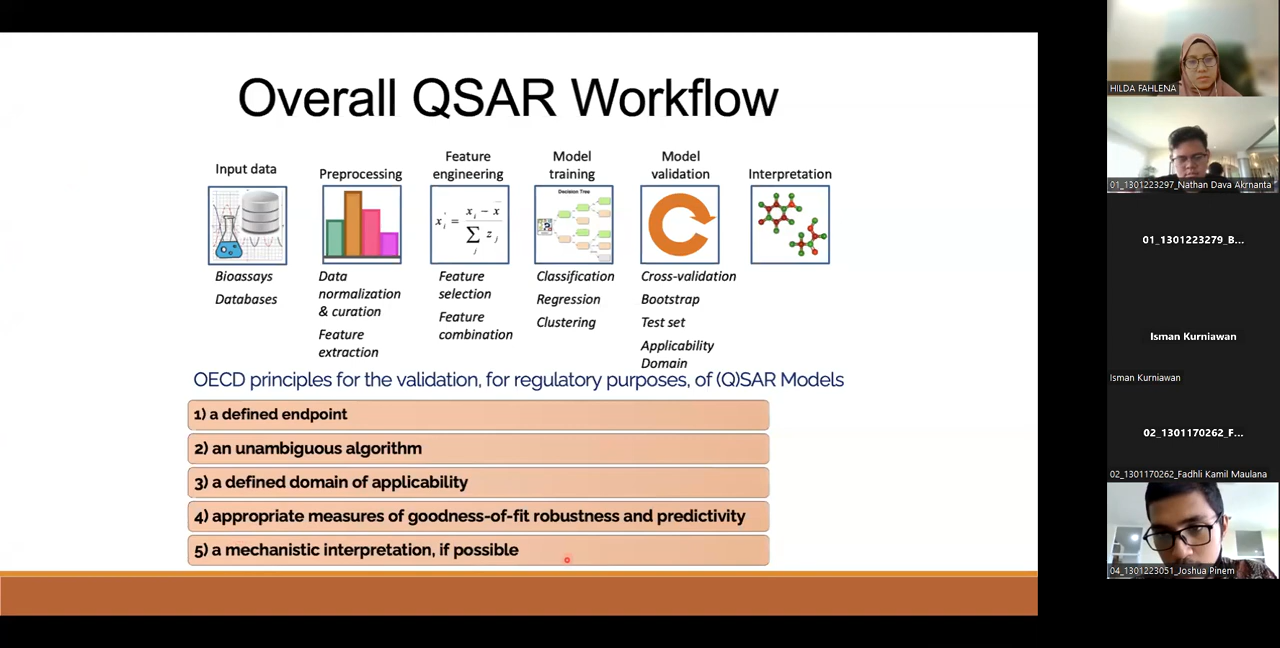 Overall QSAR Workflow
Input data
Preprocessing
Feature
engineering
Model
training
Model
validation
Interpretation
Decision Tree
Bioassays
Databases
Data
normalization
& curation
Feature
extraction
Feature
selection
Feature
combination
Classification
Regression
Clustering
Cross-validation
Bootstrap
Test set
Applicability
Domain
OECD principles for the validation, for regulatory purposes, of (Q)SAR Models
1) a defined endpoint
2) an unambiguous algorithm
3) a defined domain of applicability
4) appropriate measures of goodness-of-fit robustness and predictivity
5) a mechanistic interpretation, if possible
HILDA FAHLENA
01_1301223297_Nathan Dava Akrnanta
01_1301223279_B...
Isman Kurniawan
Isman Kurniawan
02_1301170262_F...
02_1301170262_Fadhli Kamil Maulana
04_1301223051_Joshua Pinem